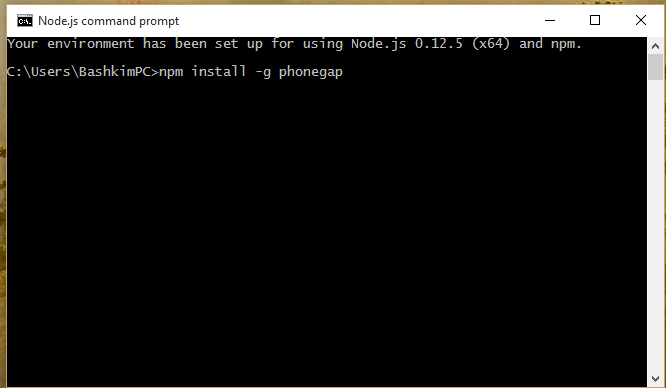 Node.js command prompt
Your environment has been set up for using Node.js 0.12.5 (x64) and npm.
C:\Users\BashkimPC>npm install -g phonegap